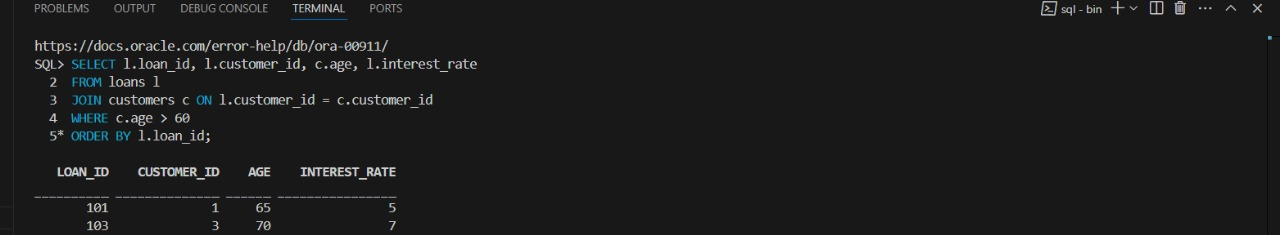 PROBLEMS OUTPUT DEBUG CONSOLE TERMINAL PORTS sql - bin
https://docs.oracle.com/error-help/db/ora-00911/
SQL> SELECT l.loan_id, l.customer_id, c.age, l.interest_rate
2 FROM loans l
3 JOIN customers c ON l.customer_id = c.customer_id
4 WHERE c.age > 60
5* ORDER BY l.loan_id;
LOAN_ID CUSTOMER_ID AGE INTEREST_RATE
__________ ______________ ______ ________________
101 1 65 5
103 3 70 7